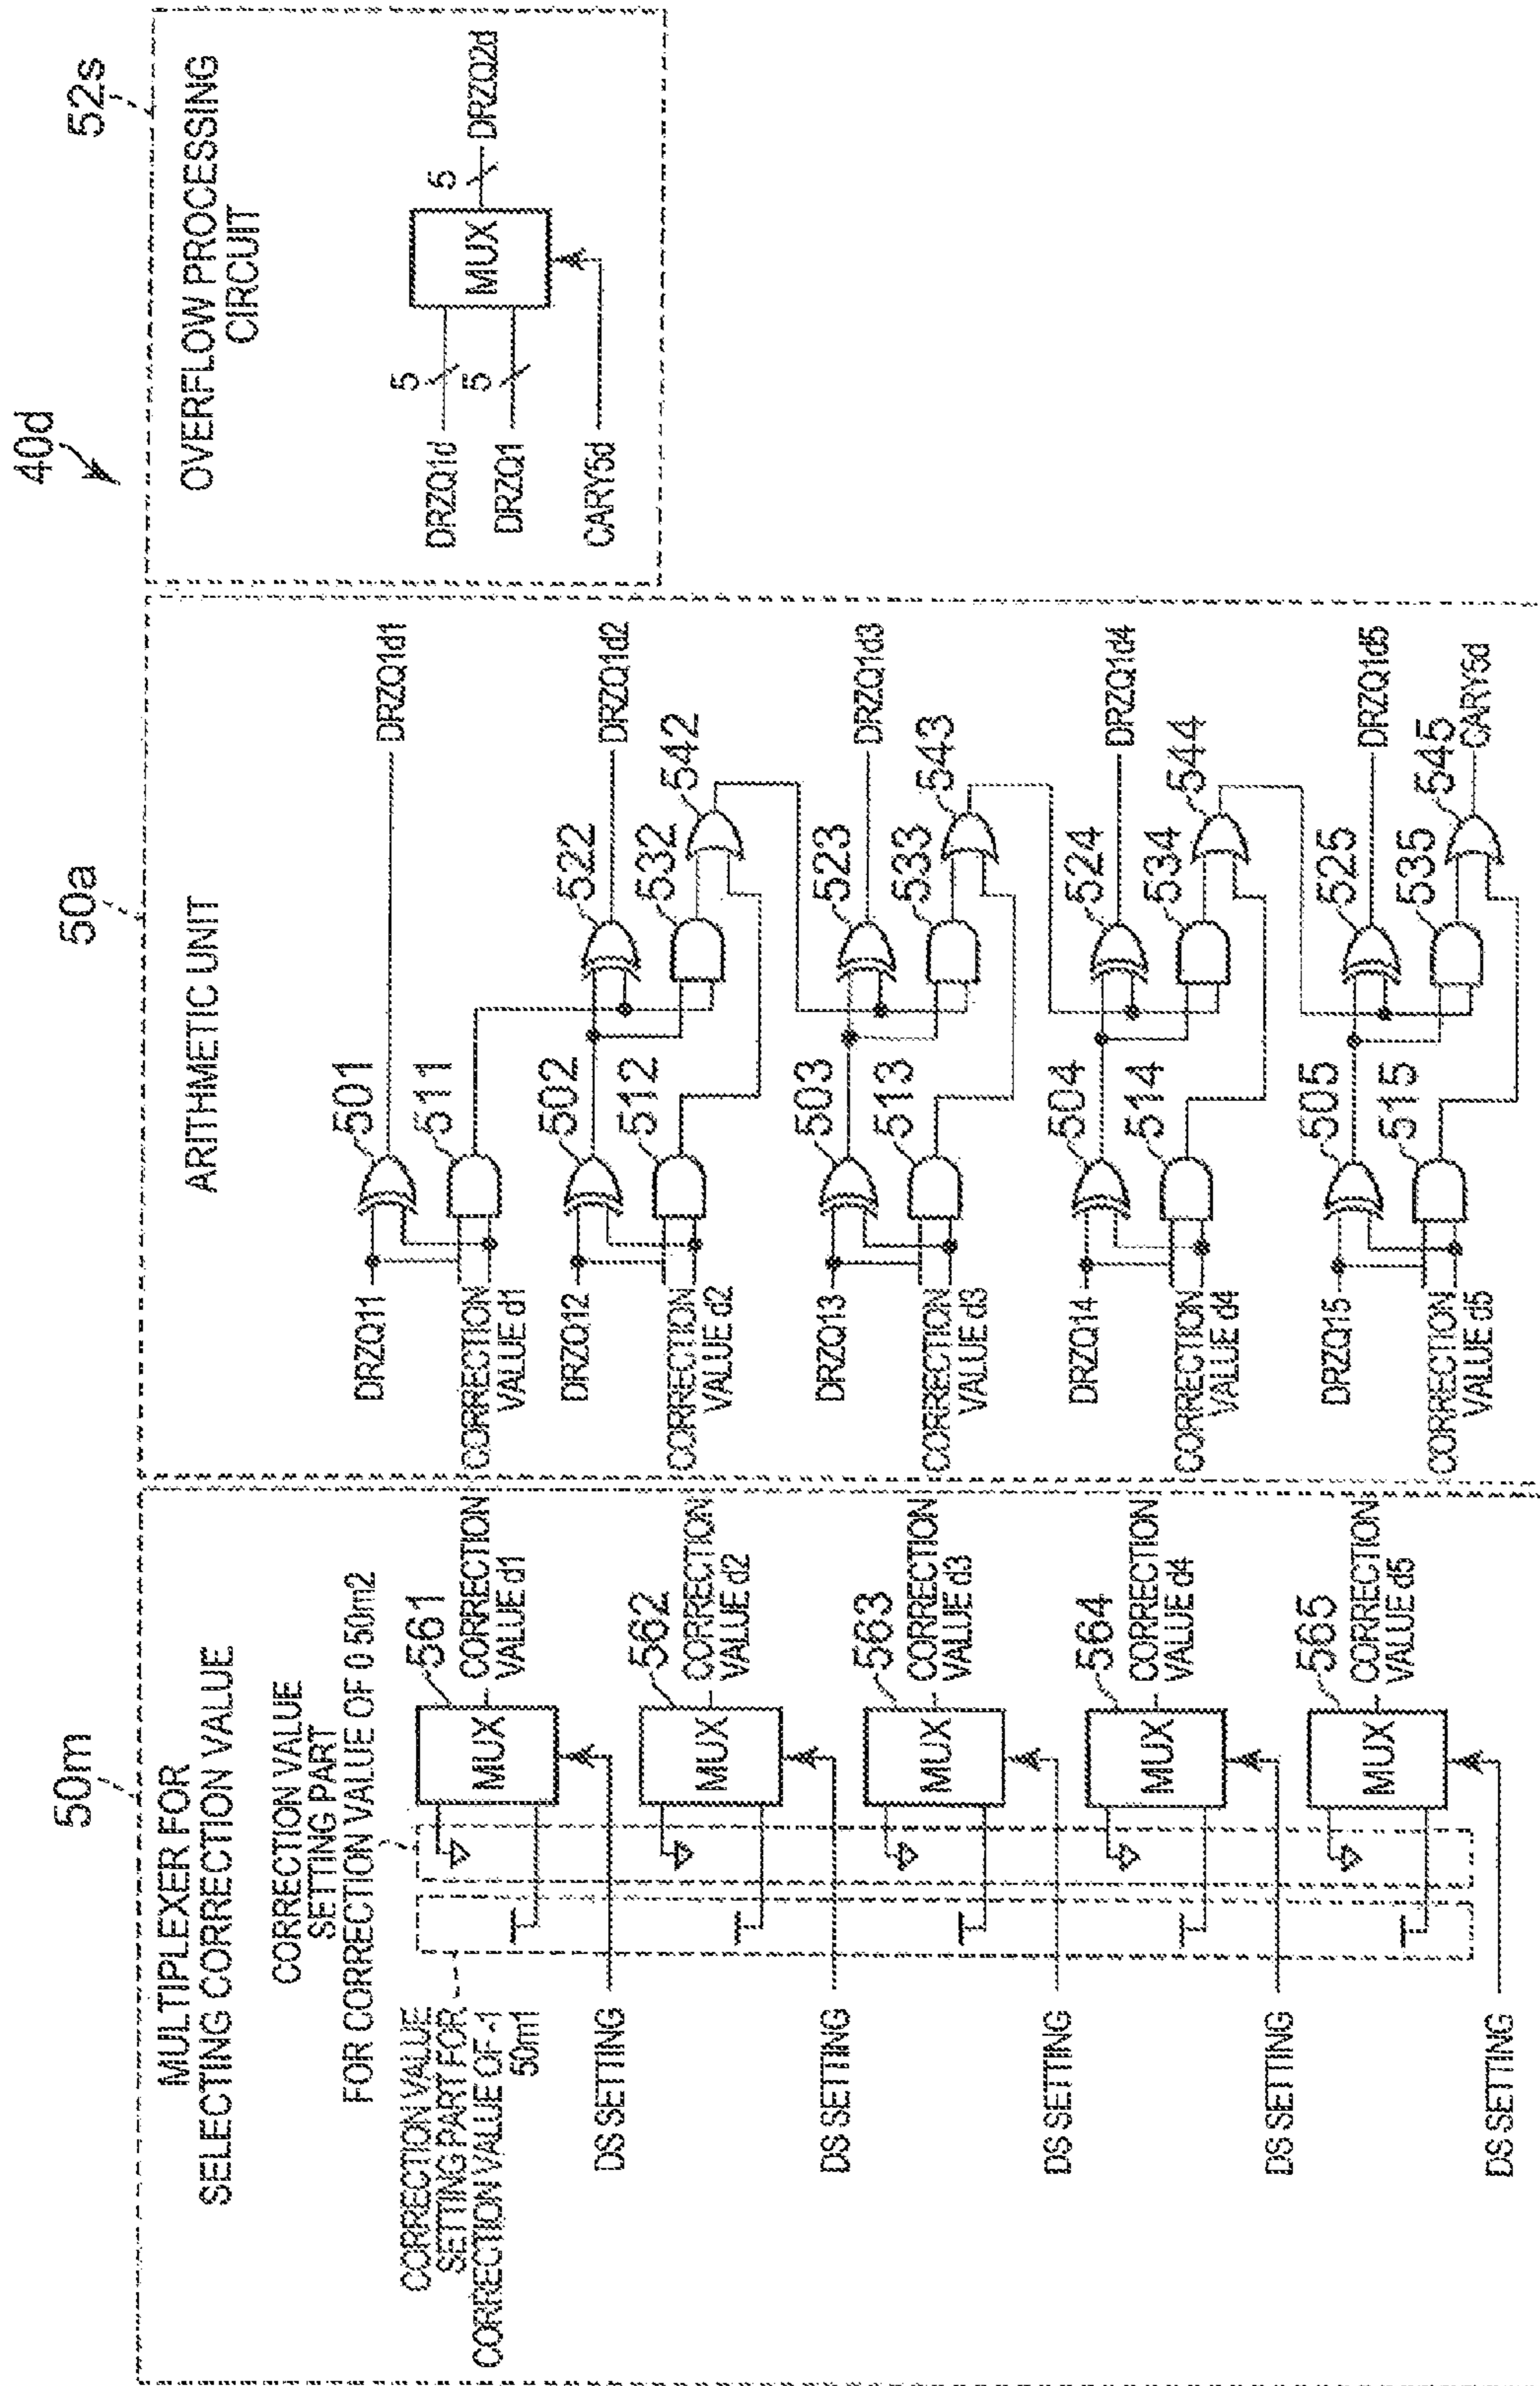 40d
50m
MULTIPLEXER FOR
SELECTING CORRECTION VALUE
CORRECTION VALUE
SETTING PART
FOR CORRECTION VALUE OF 0 50m2
CORRECTION VALUE
SETTING PART FOR
CORRECTION VALUE OF -1
50m1
561
MUX
CORRECTION
VALUE d1
DS SETTING
562
MUX
CORRECTION
VALUE d2
DS SETTING
563
MUX
CORRECTION
VALUE d3
DS SETTING
564
MUX
CORRECTION
VALUE d4
DS SETTING
565
MUX
CORRECTION
VALUE d5
DS SETTING
50a
ARITHMETIC UNIT
DRZQ11
501
DRZQ1d1
CORRECTION
VALUE d1
511
DRZQ12
502
522
DRZQ1d2
CORRECTION
VALUE d2
512
532
542
DRZQ13
503
523
DRZQ1d3
CORRECTION
VALUE d3
513
533
543
DRZQ14
504
524
DRZQ1d4
CORRECTION
VALUE d4
514
534
544
DRZQ15
505
525
DRZQ1d5
CORRECTION
VALUE d5
515
535
545
CARY5d
52s
OVERFLOW PROCESSING
CIRCUIT
DRZQ1d
5
DRZQ1
5
MUX
5
DRZQ2d
CARY5d